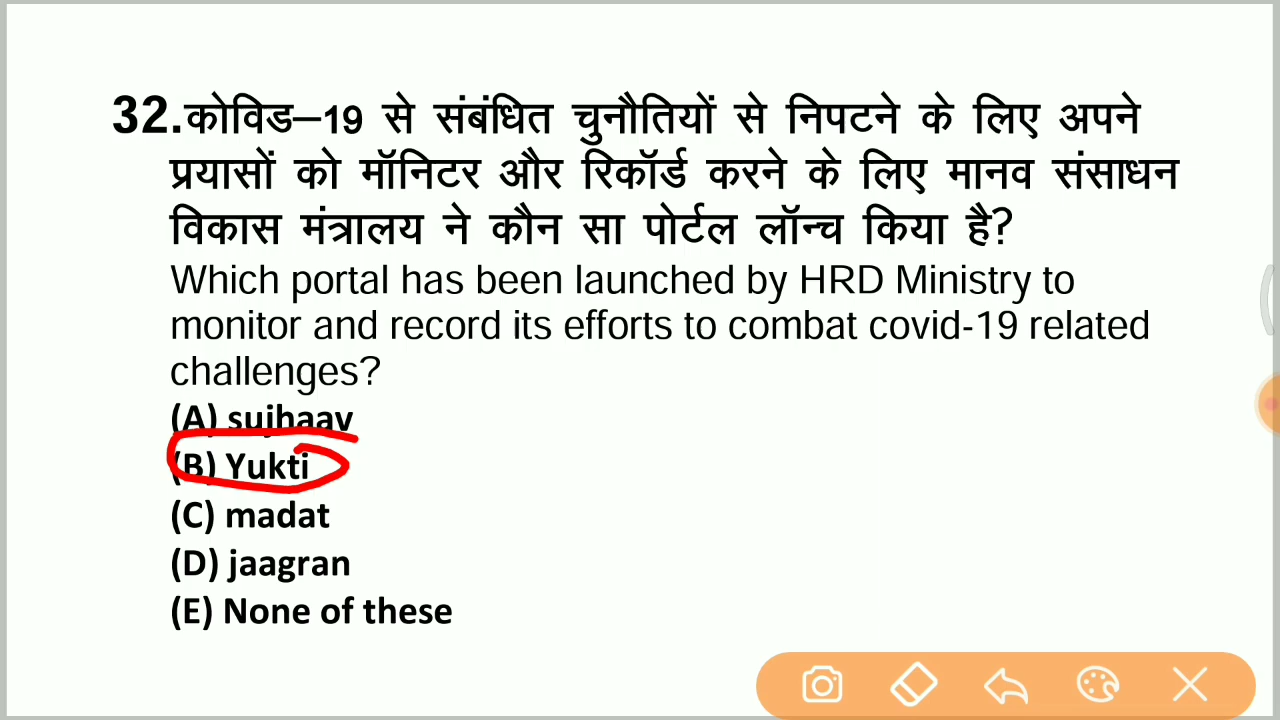 32.कोविड–19 से संबंधित चुनौतियों से निपटने के लिए अपने
प्रयासों को मॉनिटर और रिकॉर्ड करने के लिए मानव संसाधन
विकास मंत्रालय ने कौन सा पोर्टल लॉन्च किया है?
Which portal has been launched by HRD Ministry to
monitor and record its efforts to combat covid-19 related
challenges?
(A) sujhaav
(B) Yukti
(C) madat
(D) jaagran
(E) None of these